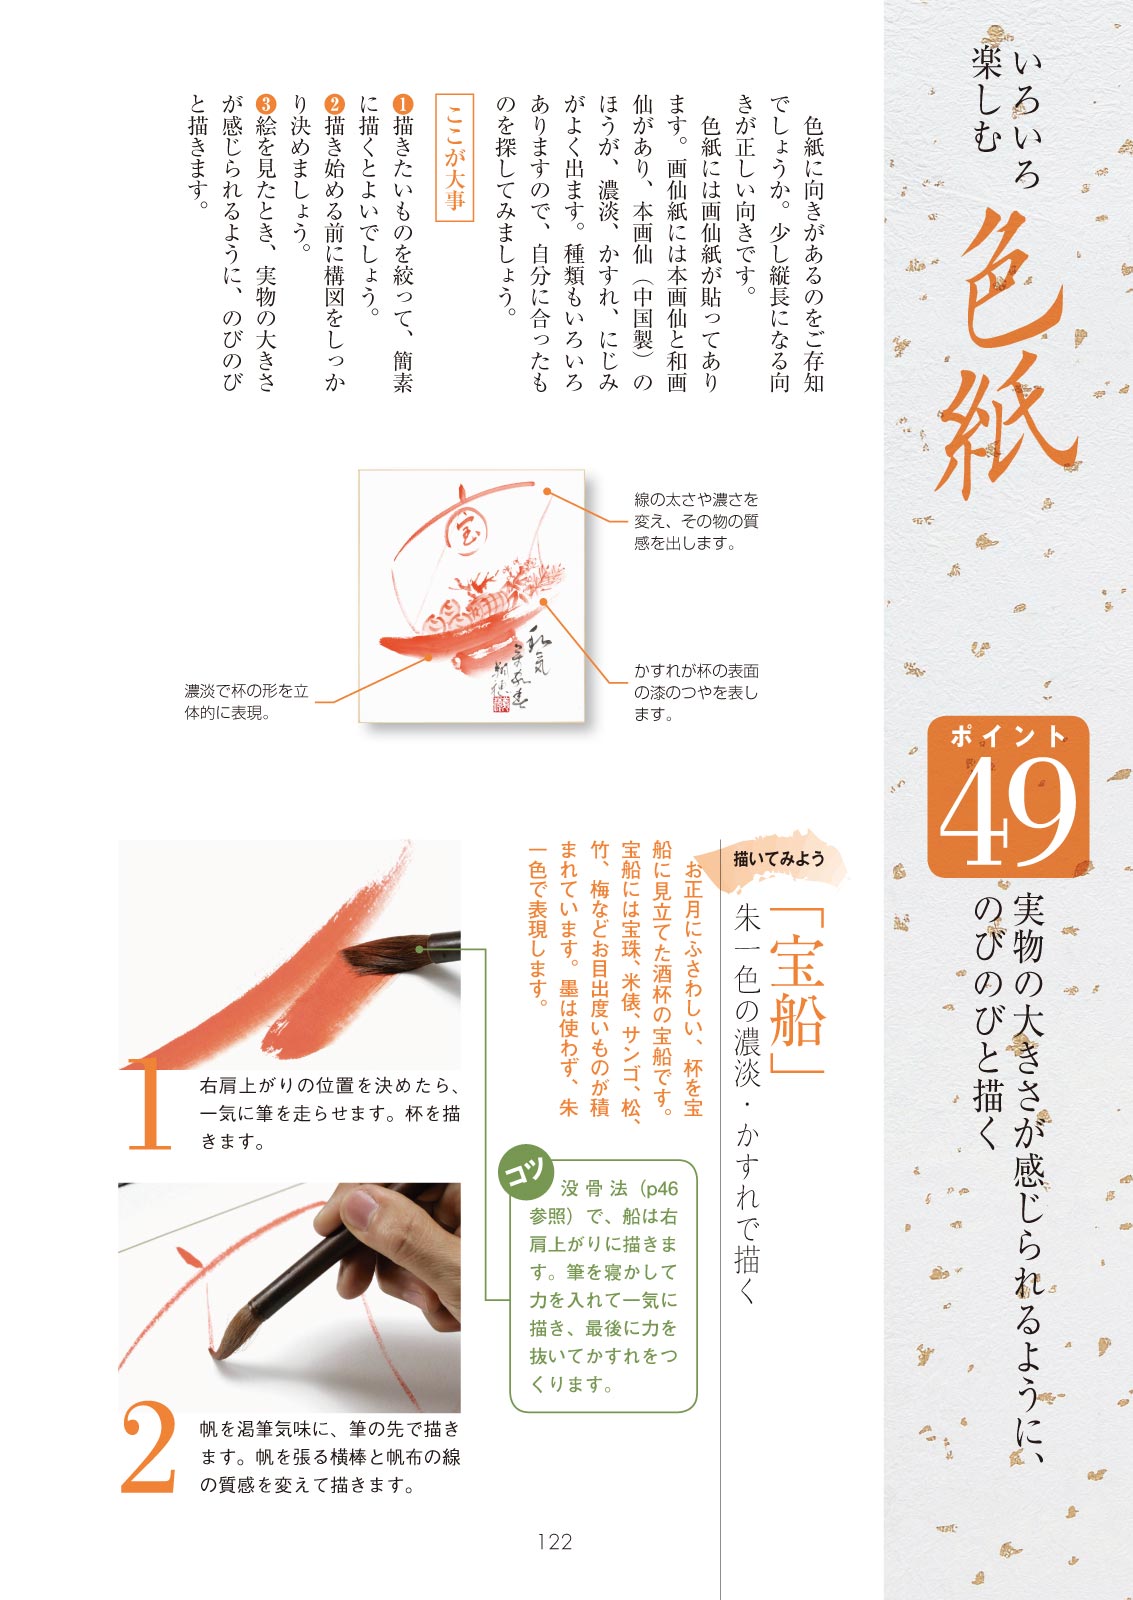 いろいろ
楽しむ
色紙
ポイント
49
実物の大きさが感じられるように、
のびのびと描く
色紙に向きがあるのをご存知
でしょうか。少し縦長になる向
きが正しい向きです。
色紙には画仙紙が貼ってあり
ます。画仙紙には本画仙と和画
仙があり、本画仙（中国製）の
ほうが、濃淡、かすれ、にじみ
がよく出ます。種類もいろいろ
ありますので、自分に合ったも
のを探してみましょう。
ここが大事
❶描きたいものを絞って、簡素
に描くとよいでしょう。
❷描き始める前に構図をしっか
り決めましょう。
❸絵を見たとき、実物の大きさ
が感じられるように、のびのび
と描きます。
線の太さや濃さを
変え、その物の質
感を出します。
宝
かすれが杯の表面
の漆のつやを表し
ます。
濃淡で杯の形を立
体的に表現。
描いてみよう
「宝船」
朱一色の濃淡・かすれで描く
お正月にふさわしい、杯を宝
船に見立てた酒杯の宝船です。
宝船には宝珠、米俵、サンゴ、松、
竹、梅などお目出度いものが積
まれています。墨は使わず、朱
一色で表現します。
コツ
没骨法（p46
参照）で、船は右
肩上がりに描きま
す。筆を寝かして
力を入れて一気に
描き、最後に力を
抜いてかすれをつ
くります。
1
右肩上がりの位置を決めたら、
一気に筆を走らせます。杯を描
きます。
2
帆を渇筆気味に、筆の先で描き
ます。帆を張る横棒と帆布の線
の質感を変えて描きます。
122